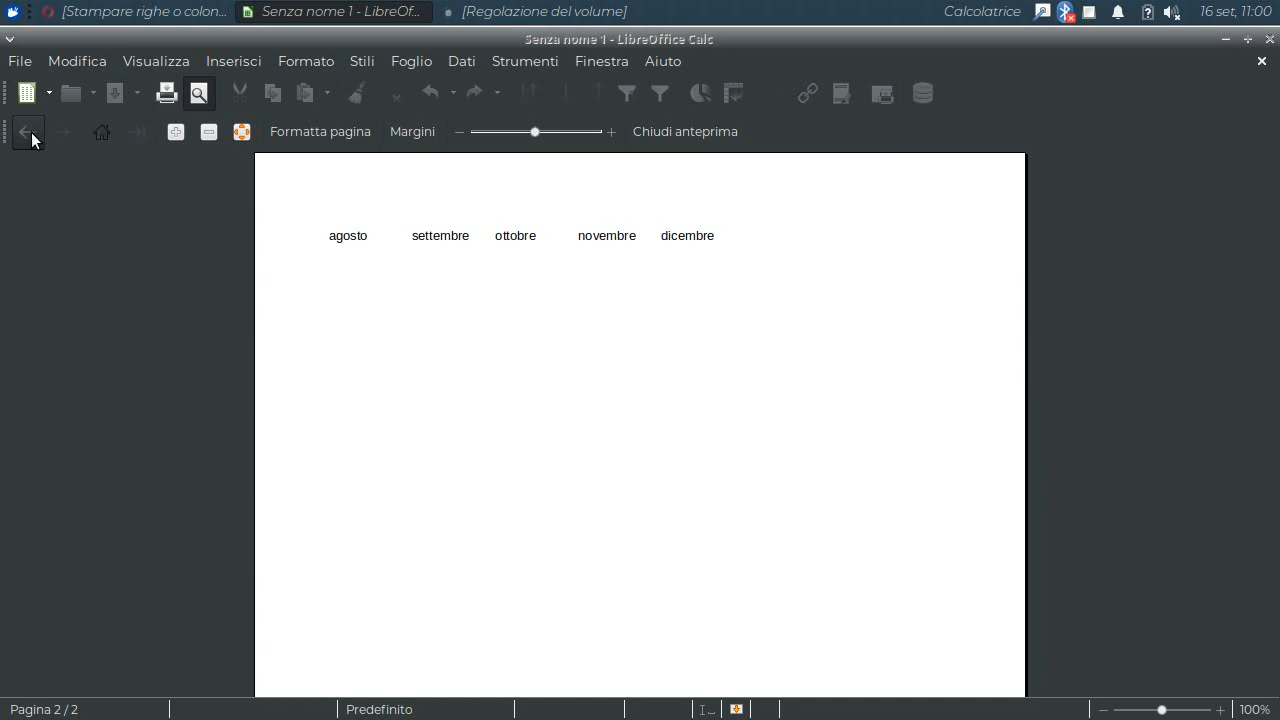 [Stampare righe o colon... Senza nome 1 - LibreOf... [Regolazione del volume] Calcolatrice 16 set, 11:00
Senza nome 1 - LibreOffice Calc
File Modifica Visualizza Inserisci Formato Stili Foglio Dati Strumenti Finestra Aiuto
Formatta pagina Margini Chiudi anteprima
agosto settembre ottobre novembre dicembre
Pagina 2 / 2 Predefinito 100%